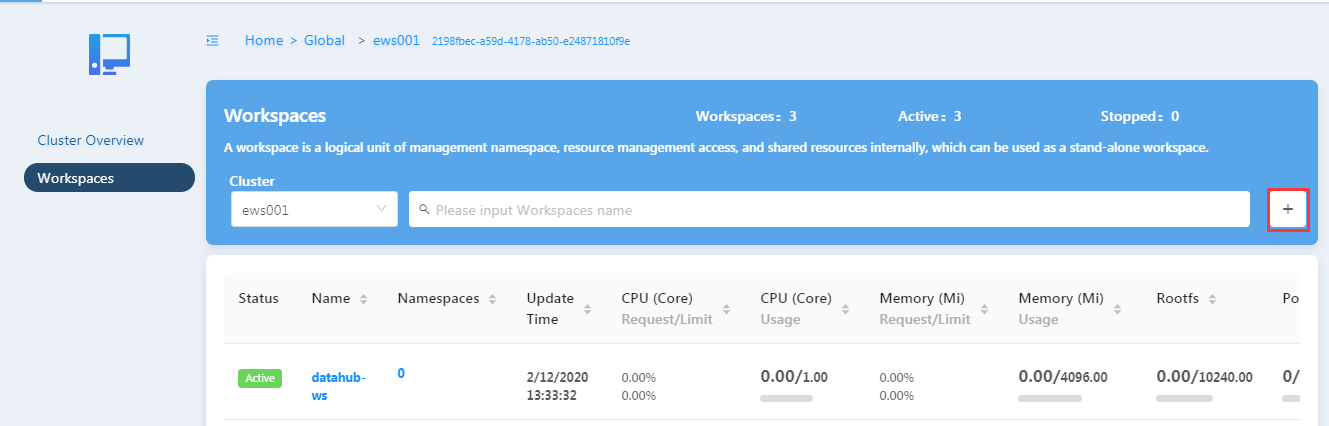 Home > Global > ews001 2198fbec-a59d-4178-ab50-e24871810f9e
Cluster Overview
Workspaces
Workspaces
Workspaces: 3
Active: 3
Stopped: 0
A workspace is a logical unit of management namespace, resource management access, and shared resources internally, which can be used as a stand-alone workspace.
Cluster
ews001
Please input Workspaces name
+
Status Name Namespaces Update Time CPU (Core) Request/Limit CPU (Core) Usage Memory (Mi) Request/Limit Memory (Mi) Usage Rootfs Po
Active datahub-ws 0 2/12/2020 13:33:32 0.00% 0.00% 0.00/1.00 0.00% 0.00% 0.00/4096.00 0.00/10240.00 0/